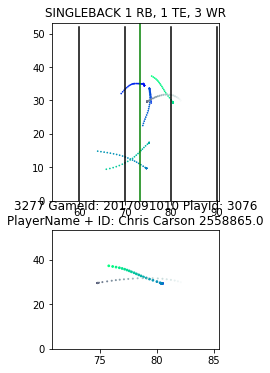 SINGLEBACK 1 RB, 1 TE, 3 WR
50
40
30
20
10
0
60 70 80 90
3277 GameId: 2017091010 PlayId: 3076
PlayerName + ID: Chris Carson 2558865.0
40
20
0
75 80 85